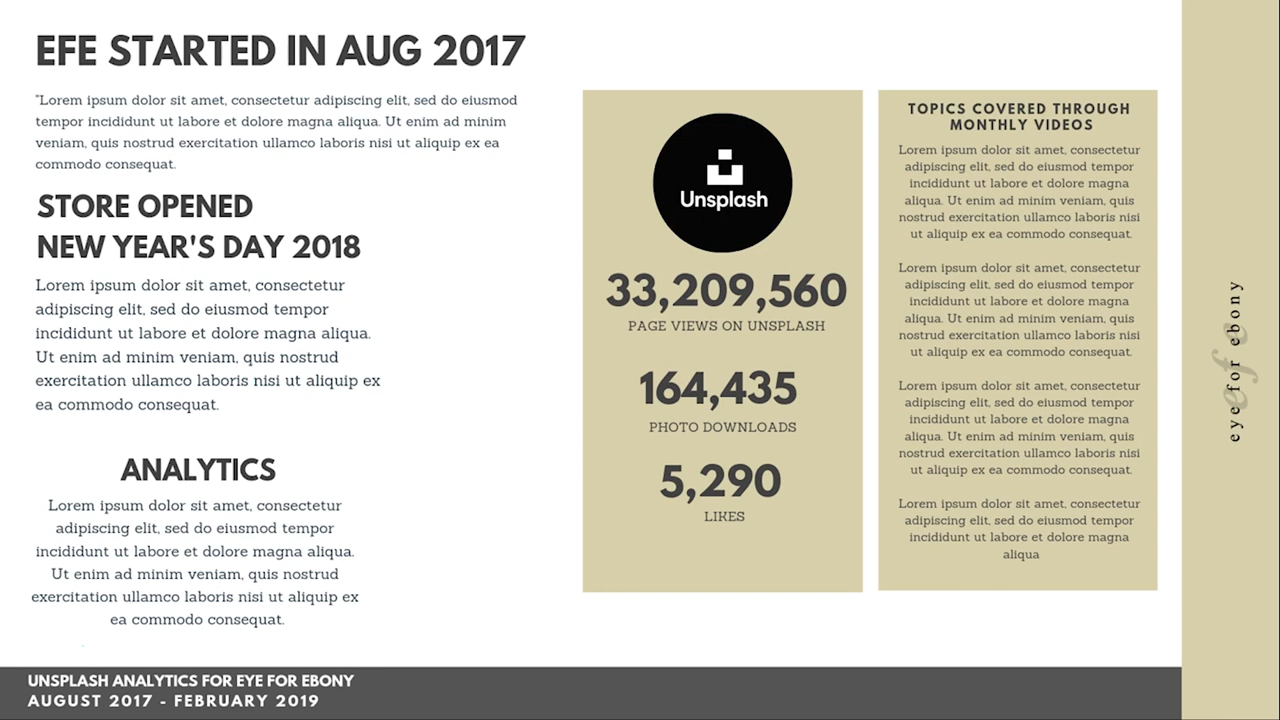 EFE STARTED IN AUG 2017
"Lorem ipsum dolor sit amet, consectetur adipiscing elit, sed do eiusmod
tempor incididunt ut labore et dolore magna aliqua. Ut enim ad minim
veniam, quis nostrud exercitation ullamco laboris nisi ut aliquip ex ea
commodo consequat.
STORE OPENED
NEW YEAR'S DAY 2018
Lorem ipsum dolor sit amet, consectetur
adipiscing elit, sed do eiusmod tempor
incididunt ut labore et dolore magna aliqua.
Ut enim ad minim veniam, quis nostrud
exercitation ullamco laboris nisi ut aliquip ex
ea commodo consequat.
ANALYTICS
Lorem ipsum dolor sit amet, consectetur
adipiscing elit, sed do eiusmod tempor
incididunt ut labore et dolore magna aliqua.
Ut enim ad minim veniam, quis nostrud
exercitation ullamco laboris nisi ut aliquip ex
ea commodo consequat.
Unsplash
33,209,560
PAGE VIEWS ON UNSPLASH
164,435
PHOTO DOWNLOADS
5,290
LIKES
TOPICS COVERED THROUGH
MONTHLY VIDEOS
Lorem ipsum dolor sit amet, consectetur
adipiscing elit, sed do eiusmod tempor
incididunt ut labore et dolore magna
aliqua. Ut enim ad minim veniam, quis
nostrud exercitation ullamco laboris nisi
ut aliquip ex ea commodo consequat.
Lorem ipsum dolor sit amet, consectetur
adipiscing elit, sed do eiusmod tempor
incididunt ut labore et dolore magna
aliqua. Ut enim ad minim veniam, quis
nostrud exercitation ullamco laboris nisi
ut aliquip ex ea commodo consequat.
Lorem ipsum dolor sit amet, consectetur
adipiscing elit, sed do eiusmod tempor
incididunt ut labore et dolore magna
aliqua. Ut enim ad minim veniam, quis
nostrud exercitation ullamco laboris nisi
ut aliquip ex ea commodo consequat.
Lorem ipsum dolor sit amet, consectetur
adipiscing elit, sed do eiusmod tempor
incididunt ut labore et dolore magna
aliqua
efe
eye for ebony
UNSPLASH ANALYTICS FOR EYE FOR EBONY
AUGUST 2017 - FEBRUARY 2019